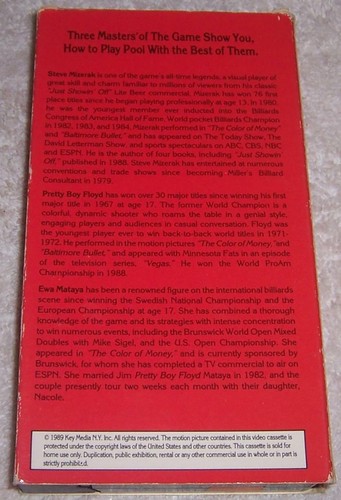 Three Masters of The Game Show You,
How to Play Pool With the Best of Them.
Steve Mizerak is one of the game's all-time legends, a visual player of
great skill and charm familiar to millions of viewers from his classic
"Just Showin' Off," Lite Beer commercial. Mizerak has won 76 first
place titles since he began playing professionally at age 13. In 1980,
he was the youngest member ever inducted into the Billiards
Congress of America Hall of Fame. World pocket Billiards Champion
in 1982, 1983, and 1984, Mizerak performed in "The Color of Money"
and "Baltimore Bullet," and has appeared on The Today Show, The
David Letterman Show, and sports spectaculars on ABC, CBS, NBC
and ESPN. He is the author of four books, including, "Just Showin'
Off," published in 1988. Steve Mizerak has entertained at numerous
conventions and trade shows since becoming Miller's Billiard
Consultant in 1979.
Pretty Boy Floyd has won over 30 major titles since winning his first
major title in 1967 at age 17. The former World Champion is a
colorful, dynamic shooter who roams the table in a genial style,
engaging players and audiences in casual conversation. Floyd was
the youngest player ever to win back-to-back world titles in 1971-
1972. He performed in the motion pictures "The Color of Money," and
"Baltimore Bullet," and appeared with Minnesota Fats in an episode
of the television series, "Vegas." He won the World ProAm
Championship in 1988.
Ewa Mataya has been a renowned figure on the international billiards
scene since winning the Swedish National Championship and the
European Championship at age 17. She has combined a thorough
knowledge of the game and its strategies with intense concentration
to win numerous events, including the Brunswick World Open Mixed
Doubles with Mike Sigel, and the U.S. Open Championship. She
appeared in "The Color of Money," and is currently sponsored by
Brunswick, for whom she has completed a TV commercial to air on
ESPN. She married Jim Pretty Boy Floyd Mataya in 1982, and the
couple presently tour two weeks each month with their daughter,
Nacole.
© 1989 Key Media N.Y. Inc. All rights reserved. The motion picture contained in this video cassette is
protected under the copyright laws of the United States and other countries. This cassette is sold for
home use only. Duplication, public exhibition, rental or any other commercial use in whole or in part is
strictly prohibited.